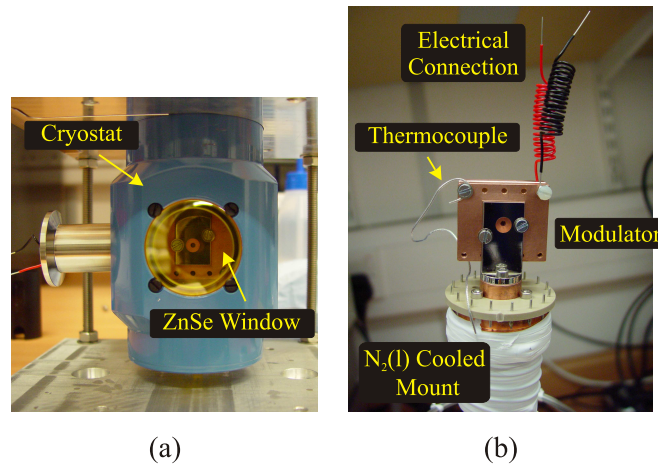 Electrical
Connection
Cryostat
Thermocouple
Modulator
ZnSe Window
N₂(l) Cooled
Mount
(a)
(b)